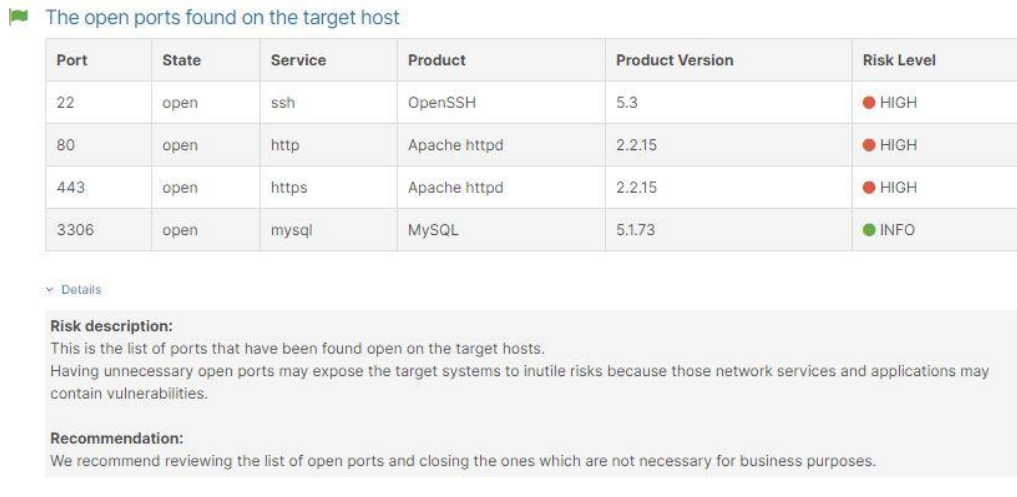 The open ports found on the target host
Port State Service Product Product Version Risk Level
22 open ssh OpenSSH 5.3 HIGH
80 open http Apache httpd 2.2.15 HIGH
443 open https Apache httpd 2.2.15 HIGH
3306 open mysql MySQL 5.1.73 INFO
Details
Risk description:
This is the list of ports that have been found open on the target hosts.
Having unnecessary open ports may expose the target systems to inutile risks because those network services and applications may
contain vulnerabilities.
Recommendation:
We recommend reviewing the list of open ports and closing the ones which are not necessary for business purposes.